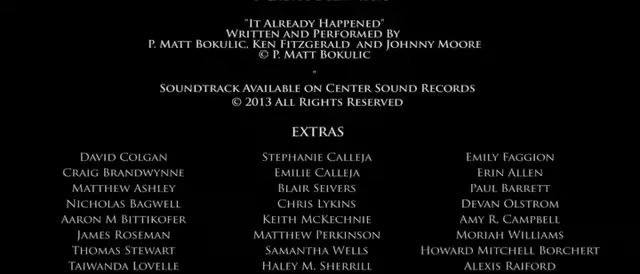 "It Already Happened"
Written and Performed By
P. Matt Bokulic, Ken Fitzgerald and Johnny Moore
© P. Matt Bokulic
"
Soundtrack Available on Center Sound Records
© 2013 All Rights Reserved
EXTRAS
David Colgan Stephanie Calleja Emily Faggion
Craig Brandwynne Emilie Calleja Erin Allen
Matthew Ashley Blair Seivers Paul Barrett
Nicholas Bagwell Chris Lykins Devan Olstrom
Aaron M Bittikofer Keith McKechnie Amy R. Campbell
James Roseman Matthew Perkinson Moriah Williams
Thomas Stewart Samantha Wells Howard Mitchell Borchert
Taiwanda Lovelle Haley M. Sherrill Alexis Raiford